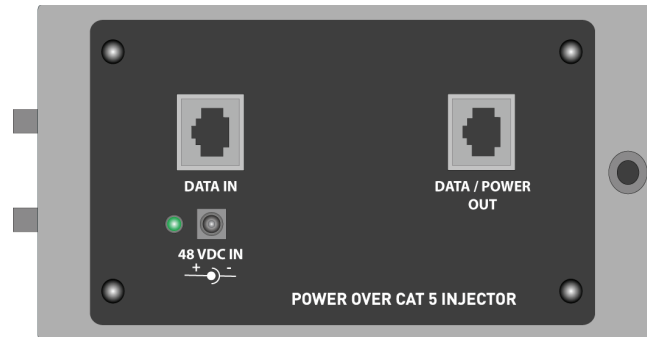 DATA IN
DATA / POWER
OUT
48 VDC IN
+ -
POWER OVER CAT 5 INJECTOR